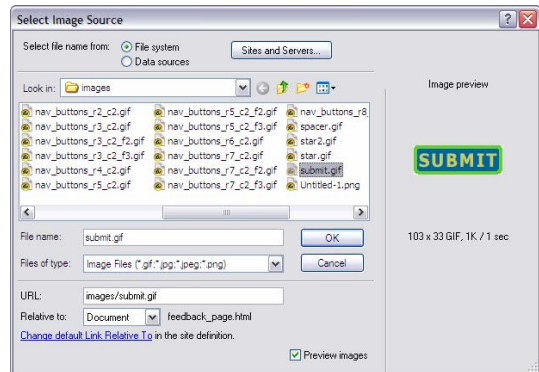 Select Image Source
Select file name from: File system Sites and Servers...
Data sources
Look in: images
Image preview
nav_buttons_r2_c2.gif nav_buttons_r5_c2_f2.gif nav_buttons_r8_
nav_buttons_r3_c2.gif nav_buttons_r5_c2_f3.gif spacer.gif
nav_buttons_r3_c2_f2.gif nav_buttons_r6_c2.gif star2.gif
nav_buttons_r3_c2_f3.gif nav_buttons_r7_c2.gif star.gif
nav_buttons_r4_c2.gif nav_buttons_r7_c2_f2.gif submit.gif
nav_buttons_r5_c2.gif nav_buttons_r7_c2_f3.gif Untitled-1.png
SUBMIT
File name: submit.gif OK
103 x 33 GIF, 1K / 1 sec
Files of type: Image Files (*.gif;*.jpg;*.jpeg;*.png) Cancel
URL: images/submit.gif
Relative to: Document feedback_page.html
Change default Link Relative To in the site definition.
Preview images